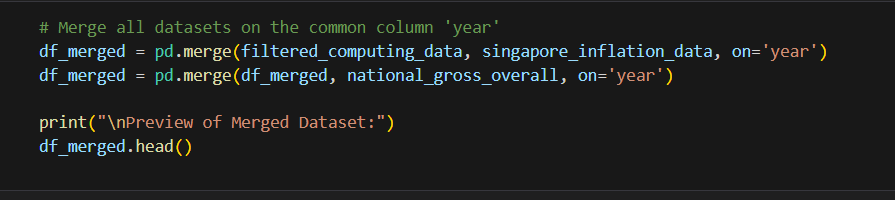 # Merge all datasets on the common column 'year'
df_merged = pd.merge(filtered_computing_data, singapore_inflation_data, on='year')
df_merged = pd.merge(df_merged, national_gross_overall, on='year')
print("\nPreview of Merged Dataset:")
df_merged.head()